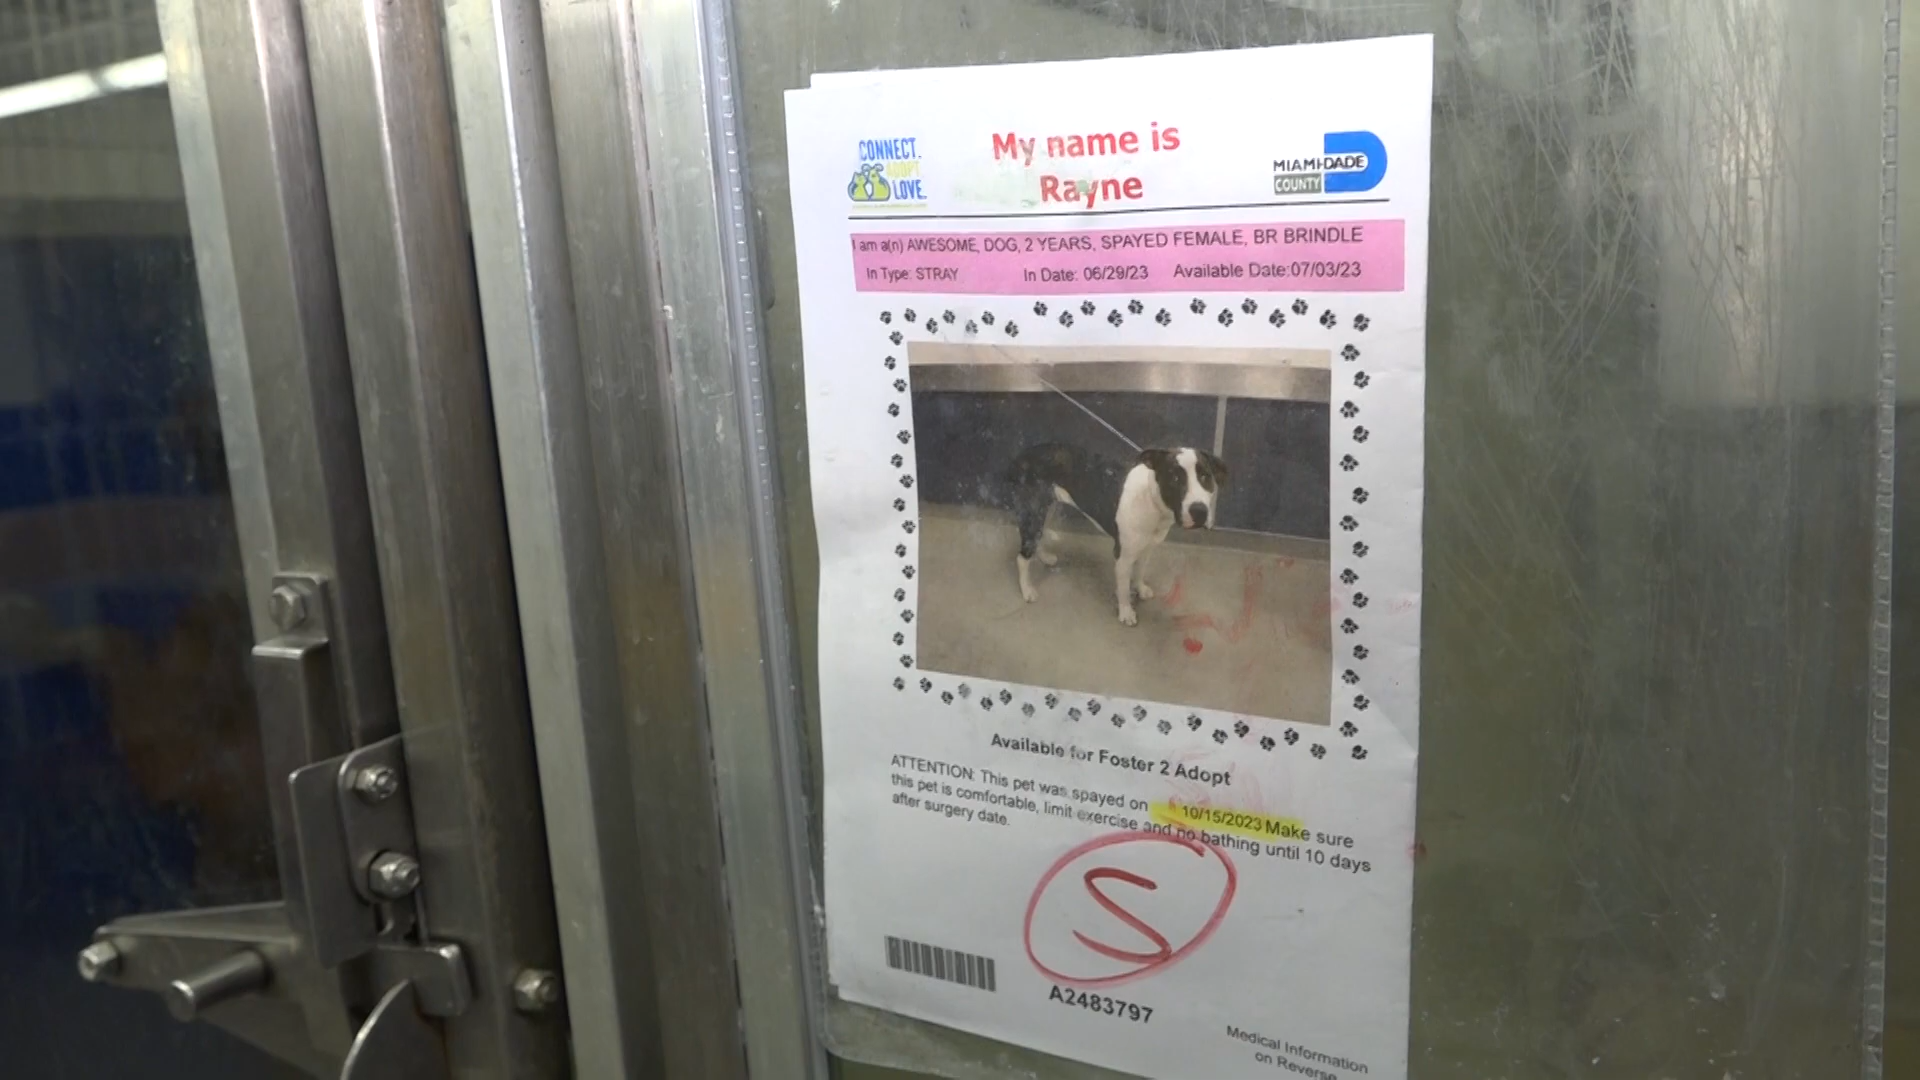 CONNECT.
ADOPT
LOVE.
My name is
Rayne
MIAMI-DADE
COUNTY
I am a(n) AWESOME, DOG, 2 YEARS, SPAYED FEMALE, BR BRINDLE
In Type: STRAY In Date: 06/29/23 Available Date:07/03/23
Available for Foster 2 Adopt
ATTENTION: This pet was spayed on 10/15/2023 Make sure
this pet is comfortable, limit exercise and no bathing until 10 days
after surgery date.
S
A2483797
Medical Information
on Reverse